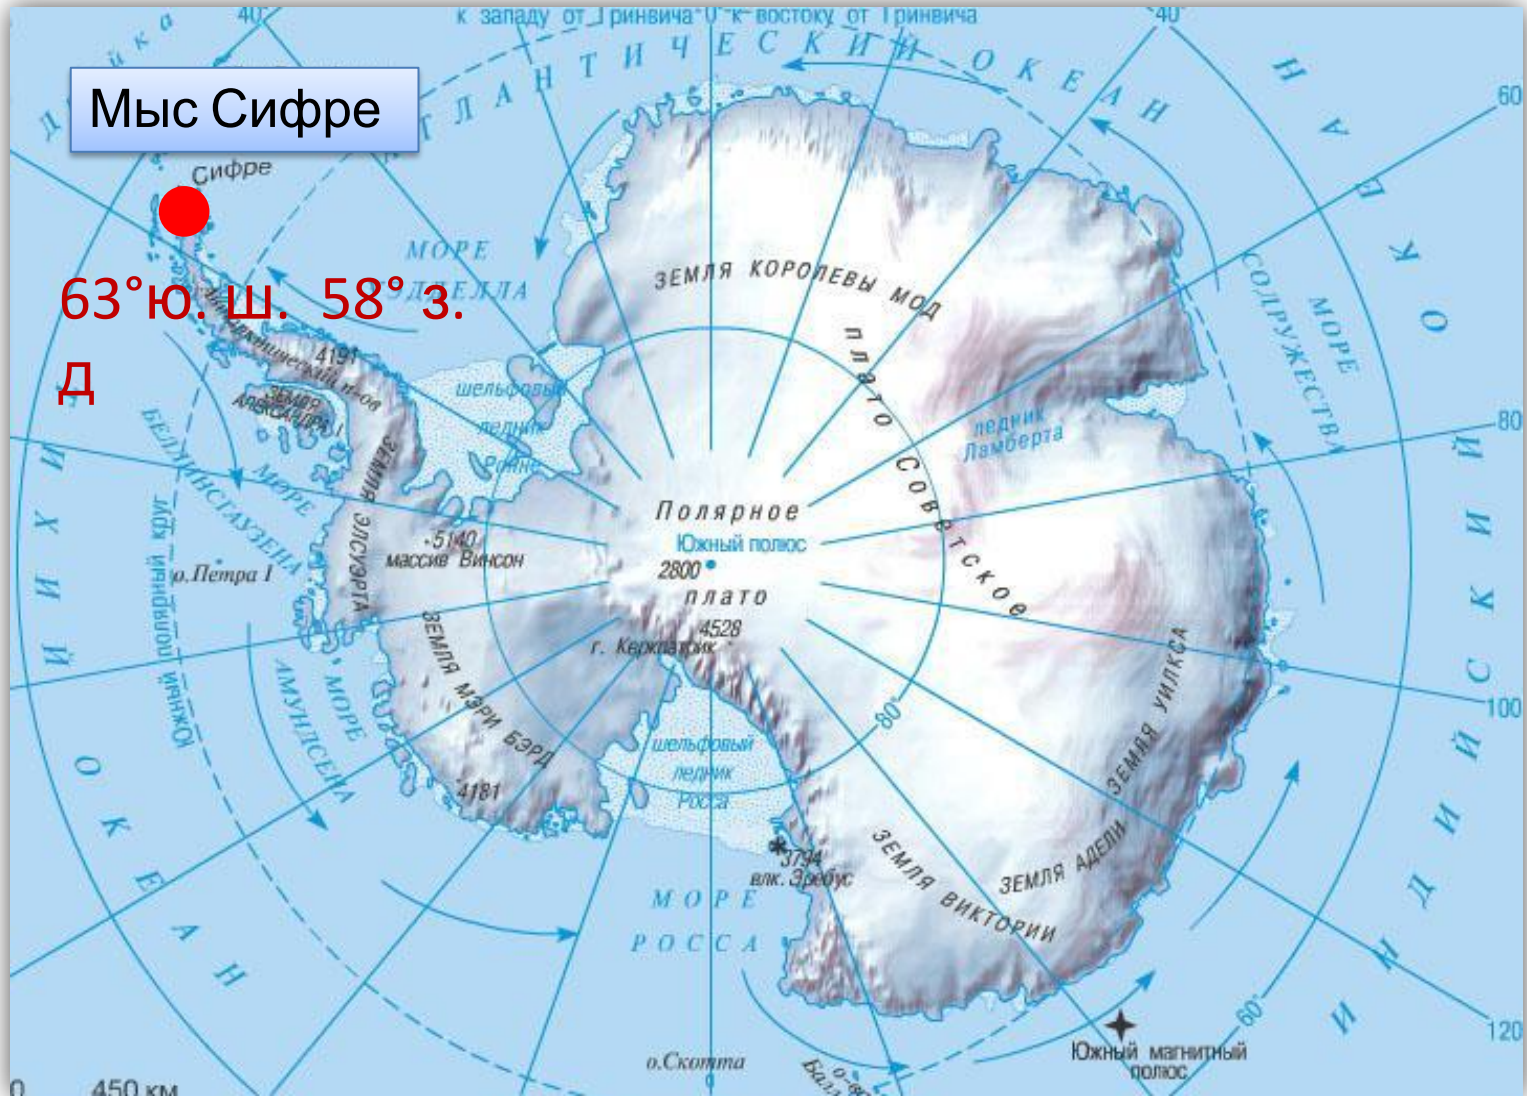 40°
к западу от Гринвича 0° к востоку от Гринвича
40°
АТЛАНТИЧЕСКИЙ ОКЕАН
Мыс Сифре
Сифре
60
63°ю. ш. 58° з.
д
МОРЕ
УЭДДЕЛЛА
ЗЕМЛЯ КОРОЛЕВЫ МОД
МОРЕ
СОДРУЖЕСТВА
4191
Антарктический п-ов
ЗЕМЛЯ
АЛЕКСАНДРА I
шельфовый
ледник
Ронне
плато Советское
ледник
Ламберта
80
МОРЕ
БЕЛЛИНСГАУЗЕНА
ЗЕМЛЯ ЭЛСУЭРТА
5140
массив Винсон
Полярное
Южный полюс
2800
плато
4528
г. Керкпатрик
о.Петра I
Южный полярный круг
ТИХИЙ ОКЕАН
ИНДИЙСКИЙ ОКЕАН
МОРЕ
АМУНДСЕНА
ЗЕМЛЯ МЭРИ БЭРД
4181
80°
100
шельфовый
ледник
Росса
ЗЕМЛЯ УИЛКСА
3794
влк. Эребус
ЗЕМЛЯ ВИКТОРИИ
ЗЕМЛЯ АДЕЛИ
МОРЕ
РОССА
60°
120
Южный магнитный
полюс
о.Скотта
0
450 км